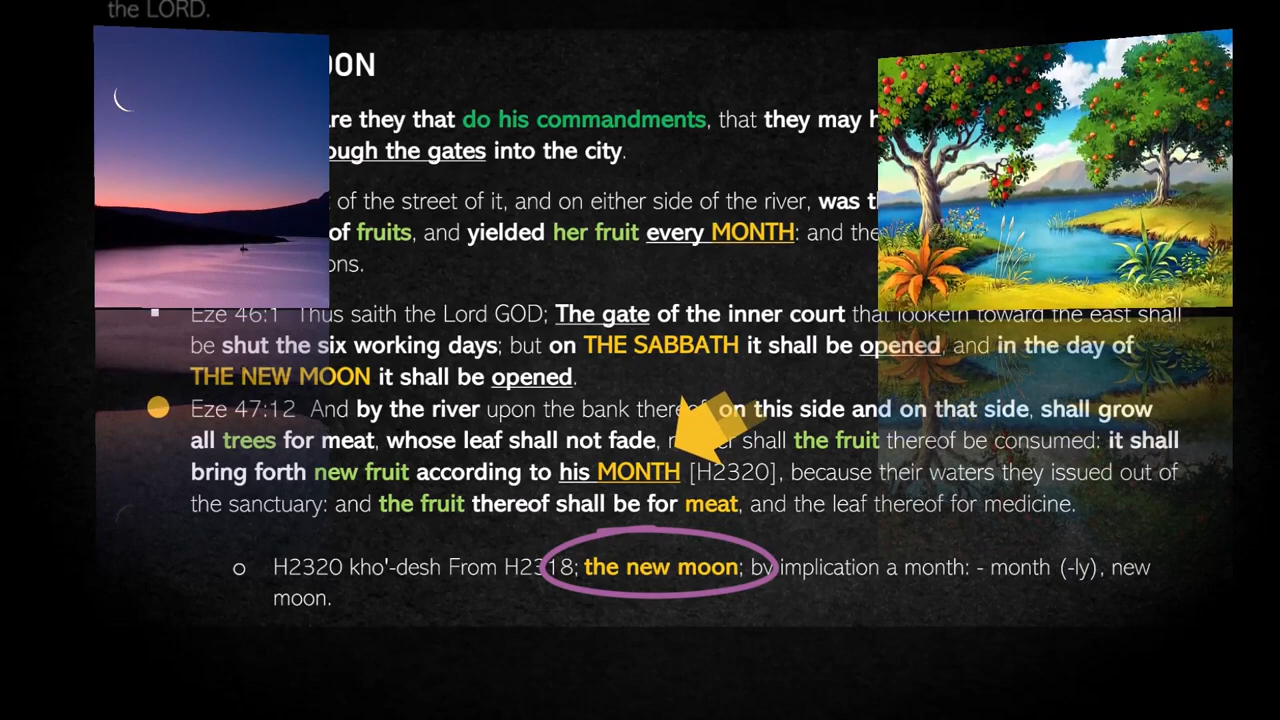 the LORD.
OON
re they that do his commandments, that they may h
ough the gates into the city.
of the street of it, and on either side of the river, was t
of fruits, and yielded her fruit every MONTH: and the
ons.
Eze 46:1 Thus saith the Lord GOD; The gate of the inner court that looketh toward the east shall
be shut the six working days; but on THE SABBATH it shall be opened, and in the day of
THE NEW MOON it shall be opened.
Eze 47:12 And by the river upon the bank thereof, on this side and on that side, shall grow
all trees for meat, whose leaf shall not fade, neither shall the fruit thereof be consumed: it shall
bring forth new fruit according to his MONTH [H2320], because their waters they issued out of
the sanctuary: and the fruit thereof shall be for meat, and the leaf thereof for medicine.
H2320 kho'-desh From H2318; the new moon; by implication a month: - month (-ly), new
moon.